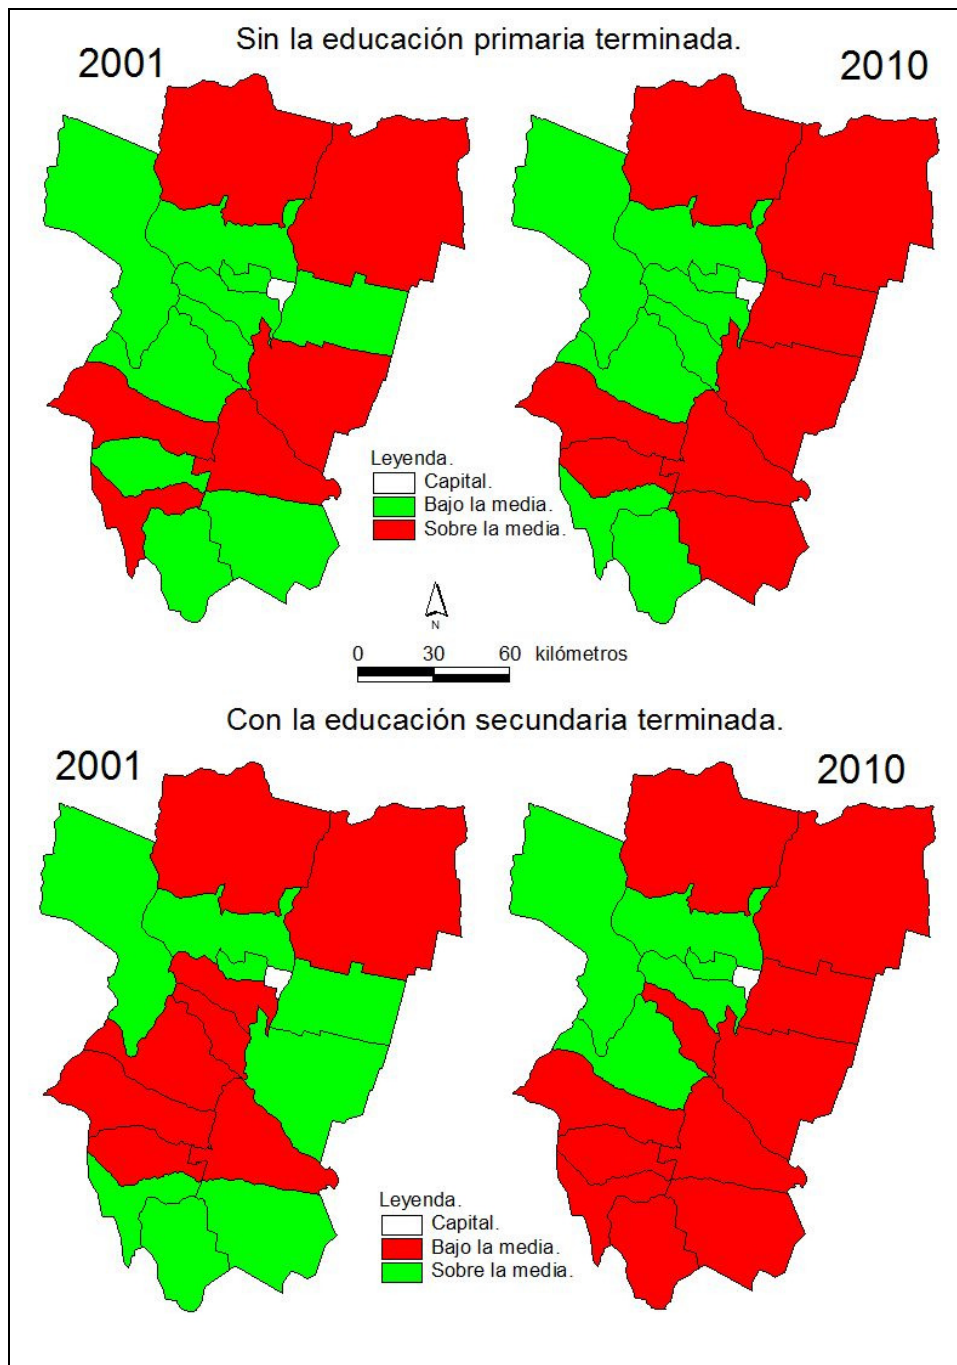 Sin la educación primaria terminada.
2001
2010
Leyenda.
Capital.
Bajo la media.
Sobre la media.
N
0 30 60 kilómetros
Con la educación secundaria terminada.
2001
2010
Leyenda.
Capital.
Bajo la media.
Sobre la media.